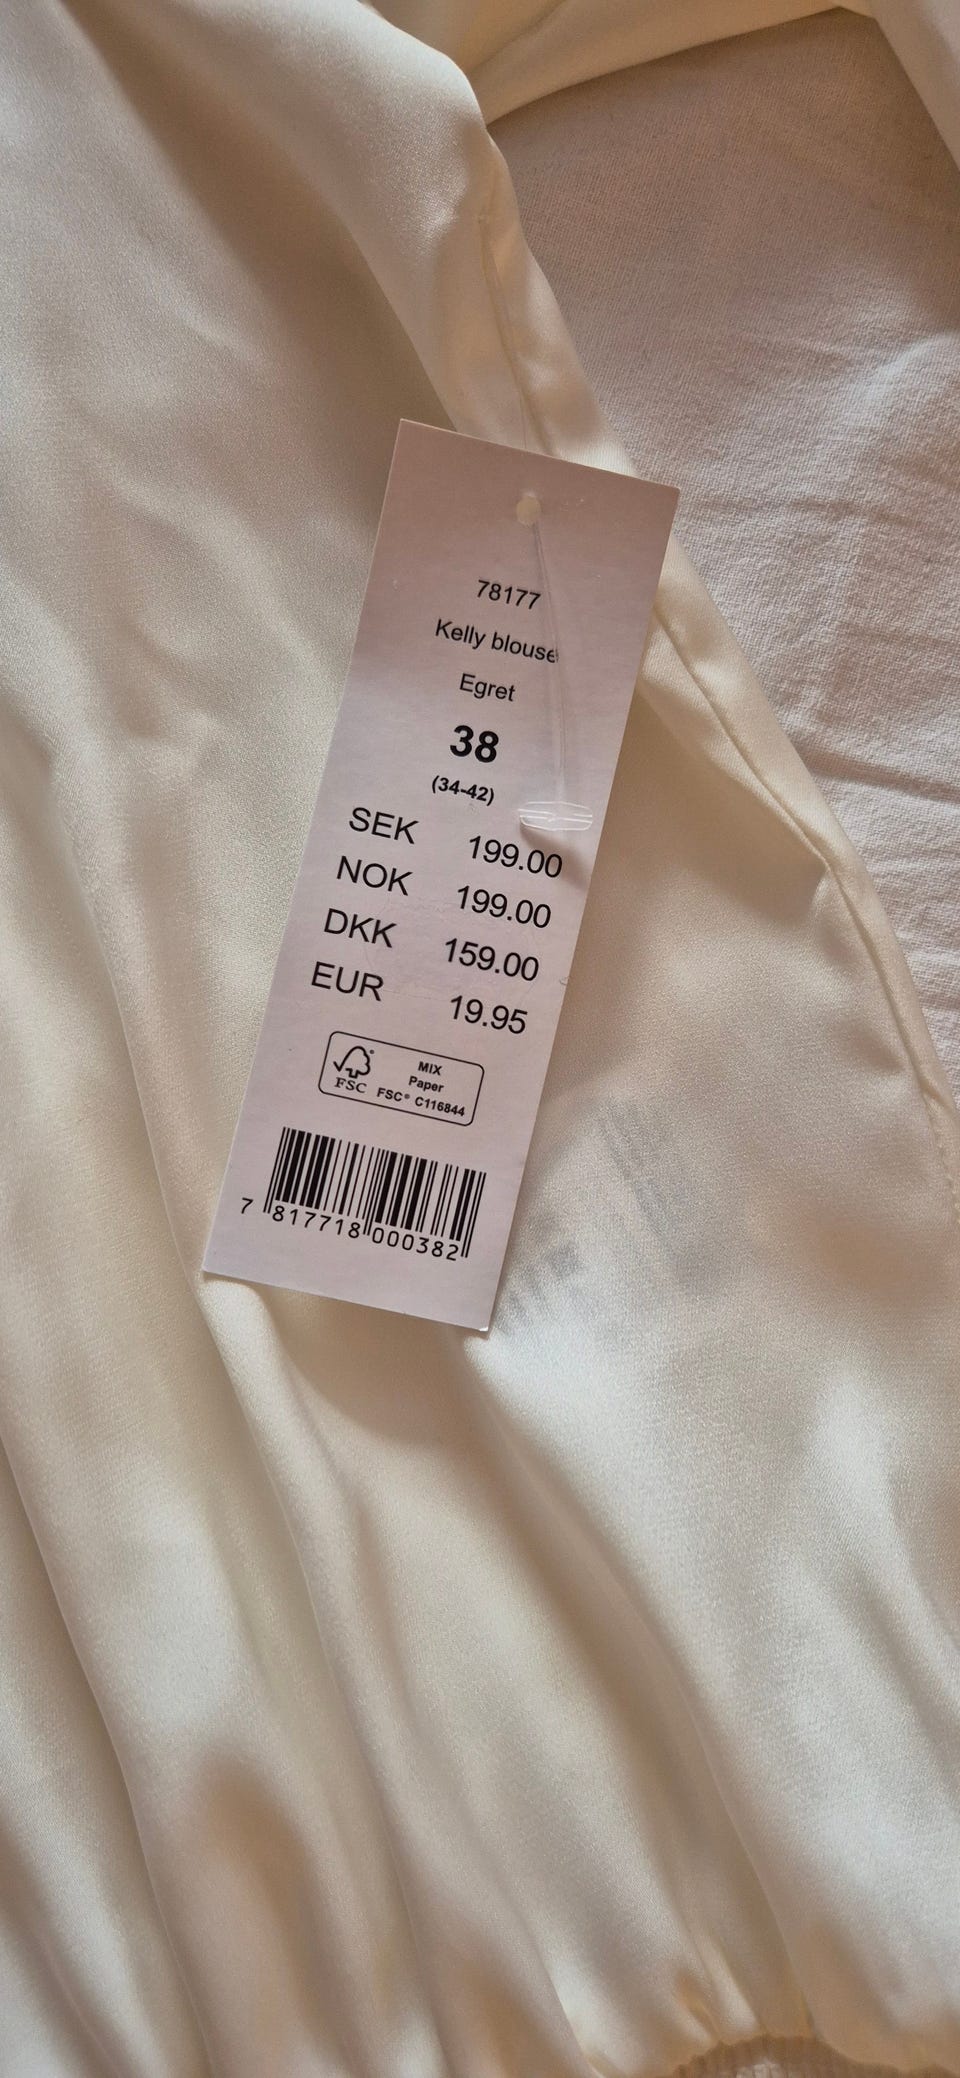 78177
Kelly blouse
Egret
38
(34-42)
SEK 199.00
NOK 199.00
DKK 159.00
EUR 19.95
MIX
Paper
FSC FSC® C116844
7 817718 000382